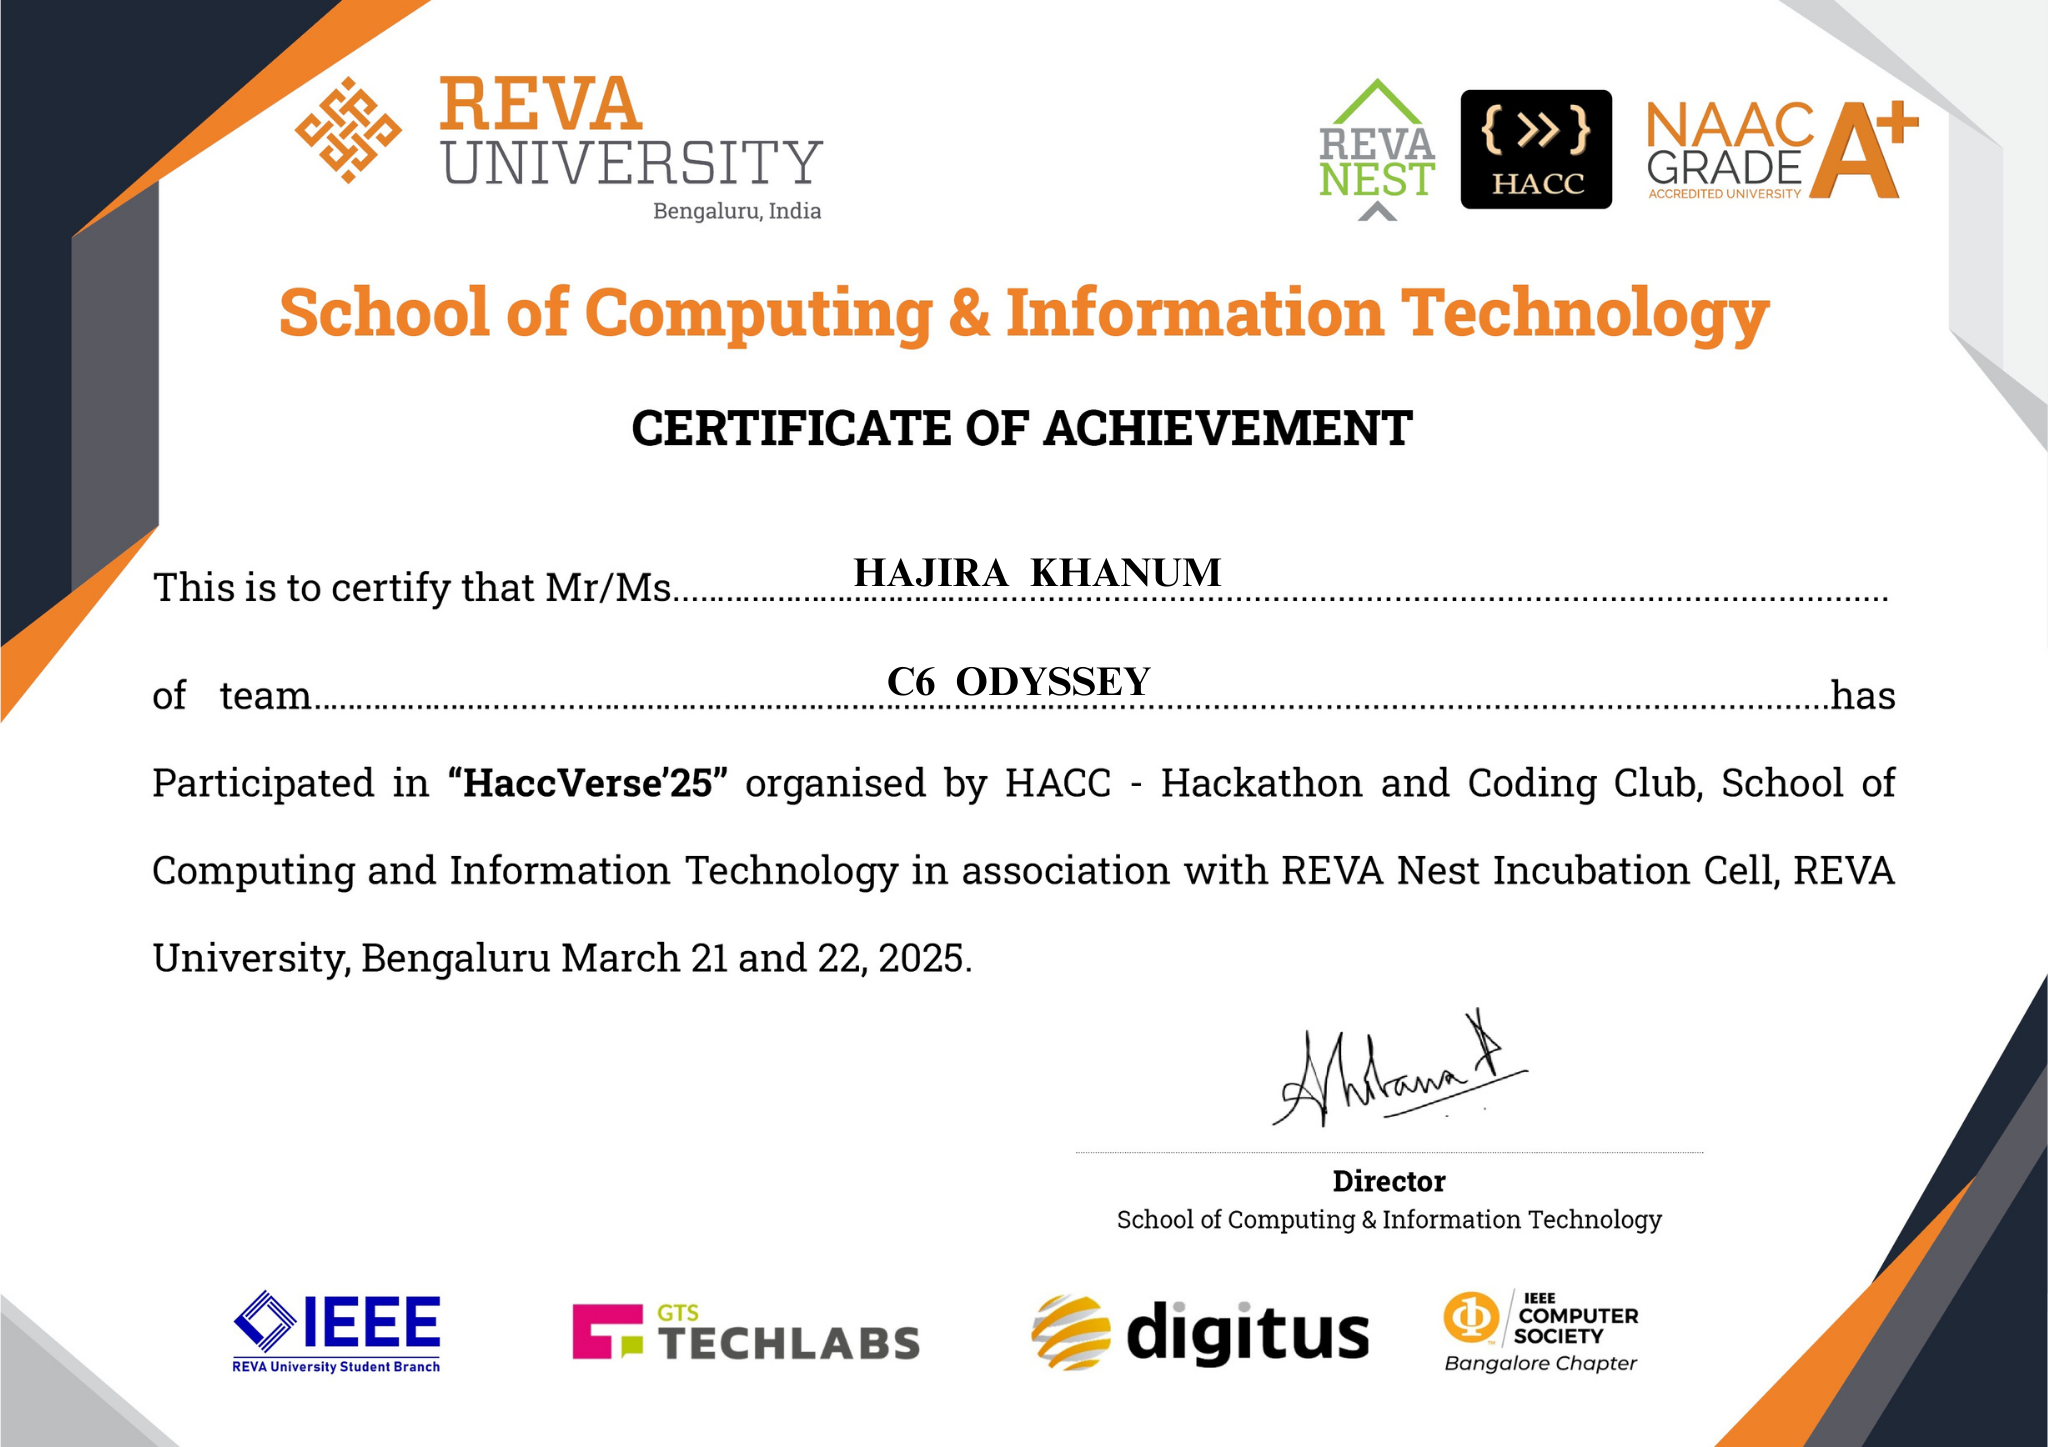 REVA
UNIVERSITY
Bengaluru, India
REVA
NEST
{ >> }
HACC
NAAC
GRADE
ACCREDITED UNIVERSITY
A+
School of Computing & Information Technology
CERTIFICATE OF ACHIEVEMENT
This is to certify that Mr/Ms. HAJIRA KHANUM
of team C6 ODYSSEY has
Participated in “HaccVerse’25” organised by HACC - Hackathon and Coding Club, School of
Computing and Information Technology in association with REVA Nest Incubation Cell, REVA
University, Bengaluru March 21 and 22, 2025.
Director
School of Computing & Information Technology
IEEE
REVA University Student Branch
GTS
TECHLABS
digitus
IEEE
COMPUTER
SOCIETY
TM
Bangalore Chapter